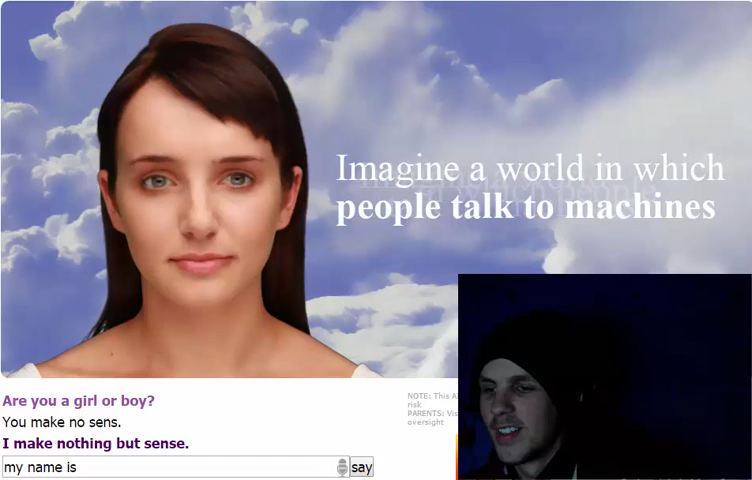 Imagine a world in which
people talk to machines
Are you a girl or boy?
You make no sens.
I make nothing but sense.
my name is
say
NOTE: This
risk
PARENTS:
oversight